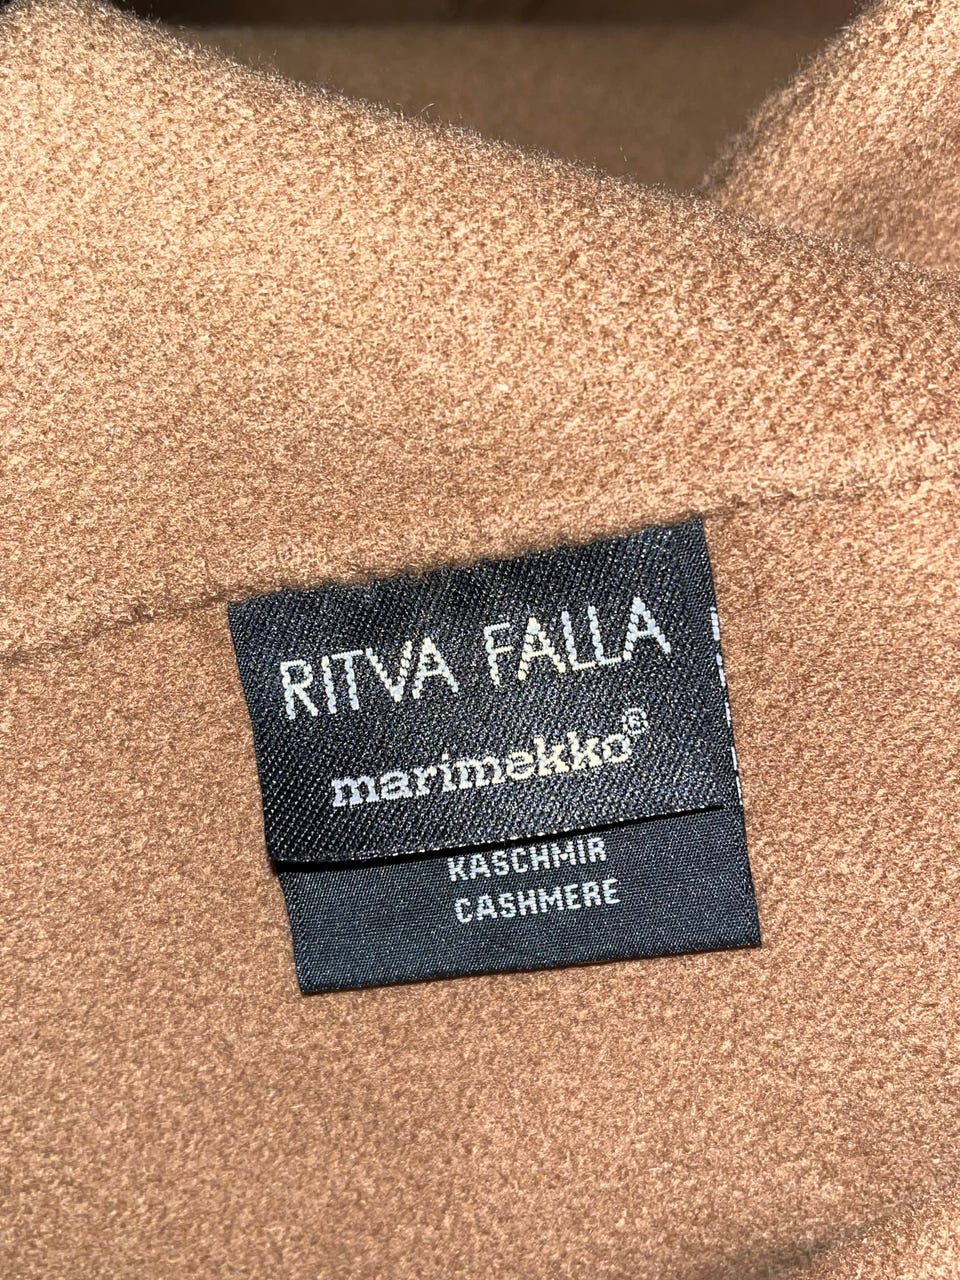 RITVA FALLA
marimekko®
KASCHMIR
CASHMERE